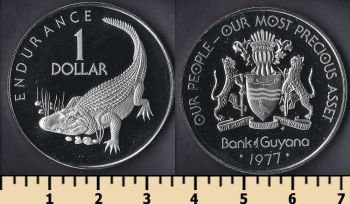 ENDURANCE
1
DOLLAR
OUR PEOPLE - OUR MOST PRECIOUS ASSET
Bank of Guyana
· 1977 ·
1 2 3 4 5 6 7